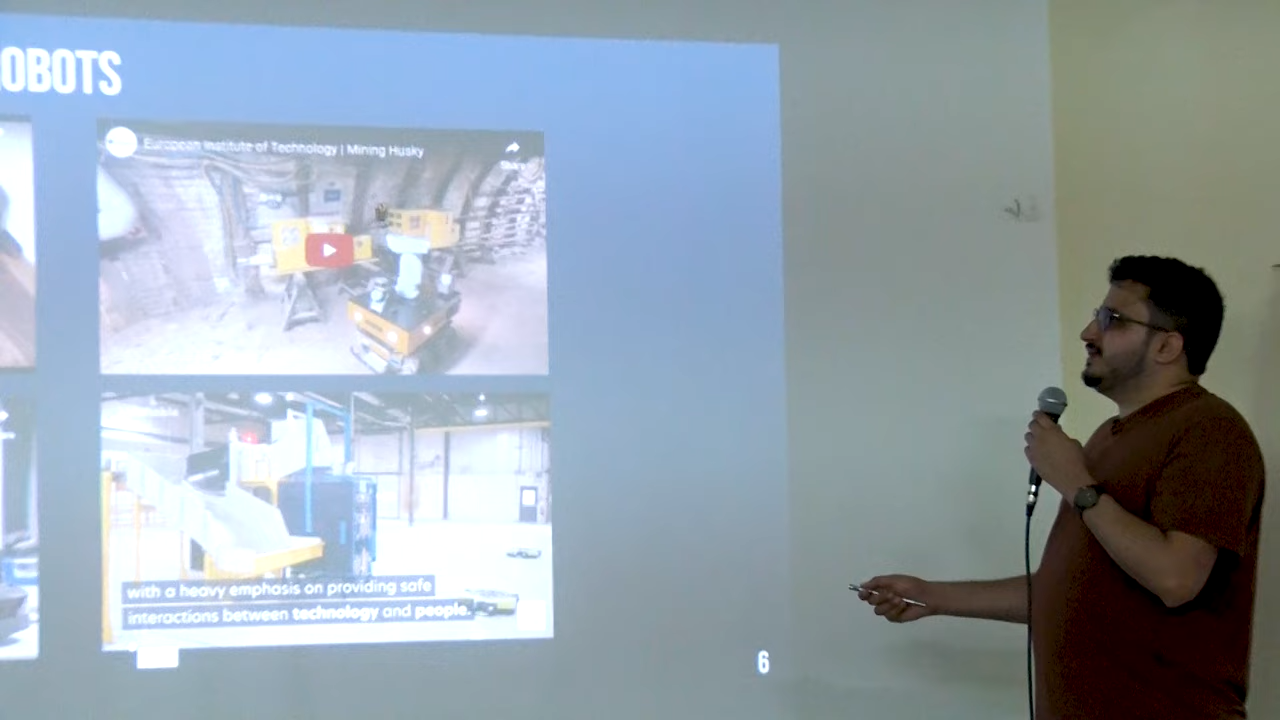 OBOTS
European Institute of Technology | Mining Husky
Share
with a heavy emphasis on providing safe
interactions between technology and people.
6